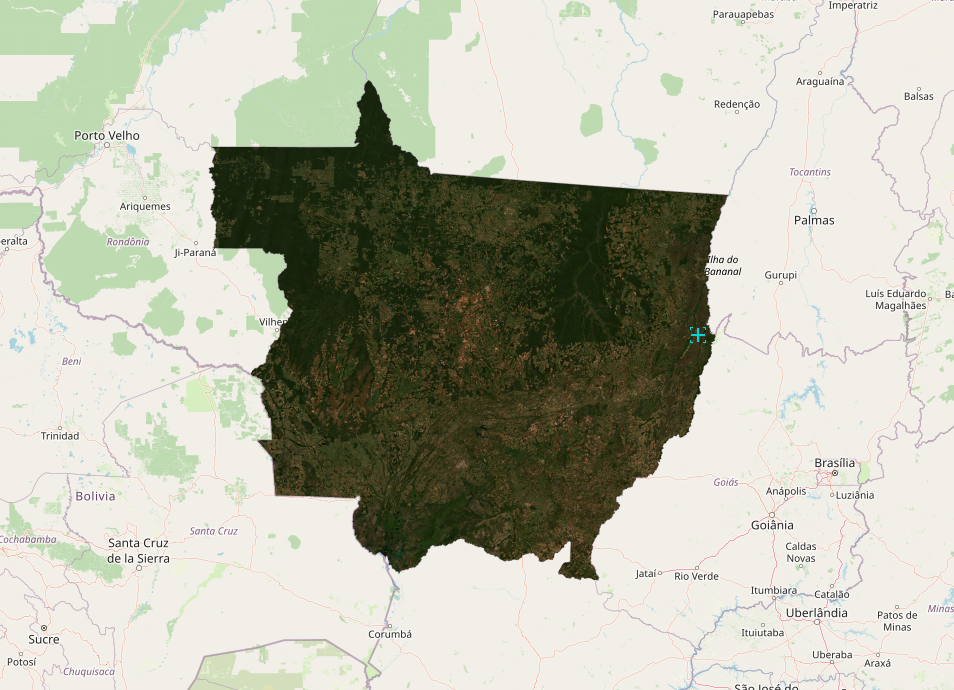 Imperatriz
Parauapebas
Araguaína
Balsas
Redenção
Porto Velho
Tocantins
Ariquemes
Palmas
eralta
Rondônia
Ji-Paraná
Ilha do
Bananal
Gurupi
Luís Eduardo
Magalhães
Ba
Vilhen
Beni
Trinidad
Brasília
Goiás
Anápolis
Luziânia
Bolivia
Goiânia
Santa Cruz
Cochabamba
Santa Cruz
de la Sierra
Caldas
Novas
Jataí
Rio Verde
Itumbiara
Catalão
Minas
Uberlândia
Patos de
Minas
Corumbá
Ituiutaba
Sucre
Uberaba
Araxá
Potosí
Chuquisaca
São José do